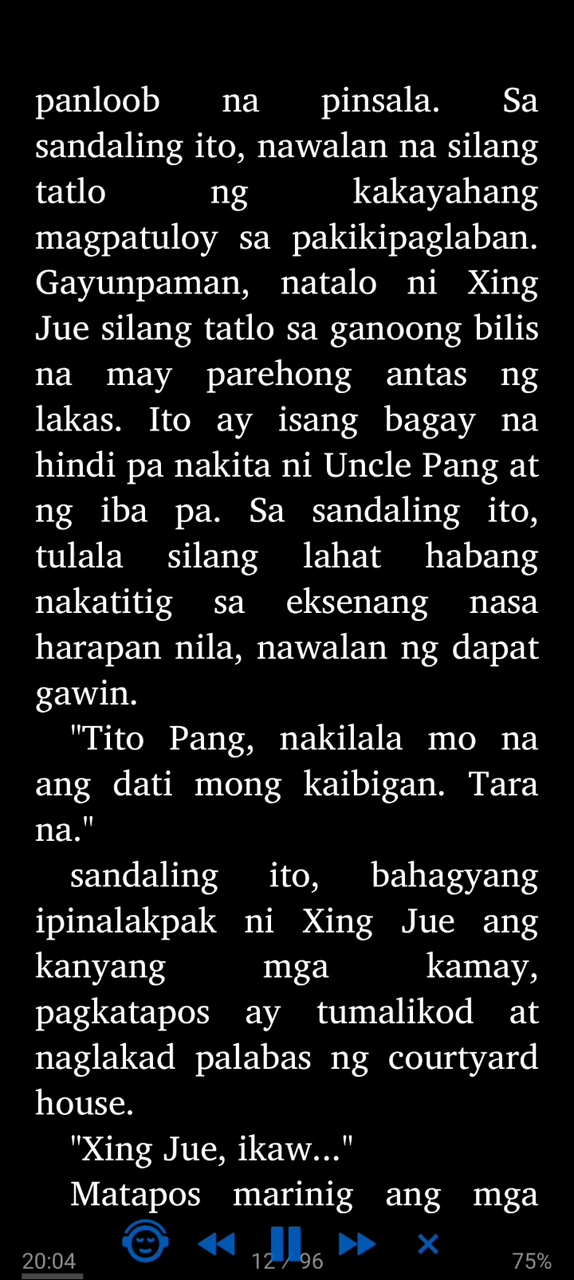 panloob na pinsala. Sa
sandaling ito, nawalan na silang
tatlo ng kakayahang
magpatuloy sa pakikipaglaban.
Gayunpaman, natalo ni Xing
Jue silang tatlo sa ganoong bilis
na may parehong antas ng
lakas. Ito ay isang bagay na
hindi pa nakita ni Uncle Pang at
ng iba pa. Sa sandaling ito,
tulala silang lahat habang
nakatitig sa eksenang nasa
harapan nila, nawalan ng dapat
gawin.
"Tito Pang, nakilala mo na
ang dati mong kaibigan. Tara
na."
sandaling ito, bahagyang
ipinalakpak ni Xing Jue ang
kanyang mga kamay,
pagkatapos ay tumalikod at
naglakad palabas ng courtyard
house.
"Xing Jue, ikaw..."
Matapos marinig ang mga
20:04 12 / 96 75%